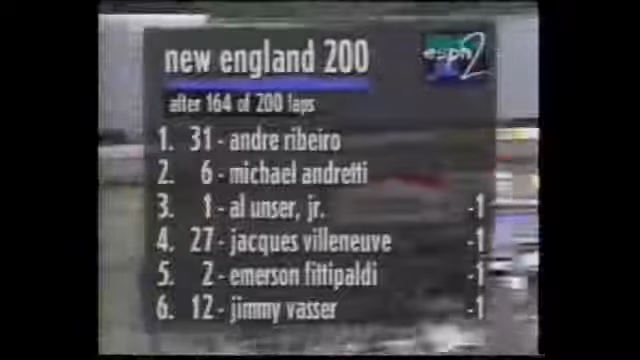 new england 200
espn2
after 164 of 200 laps
1. 31 - andre ribeiro
2. 6 - michael andretti
3. 1 - al unser, jr. -1
4. 27 - jacques villeneuve -1
5. 2 - emerson fittipaldi -1
6. 12 - jimmy vasser -1